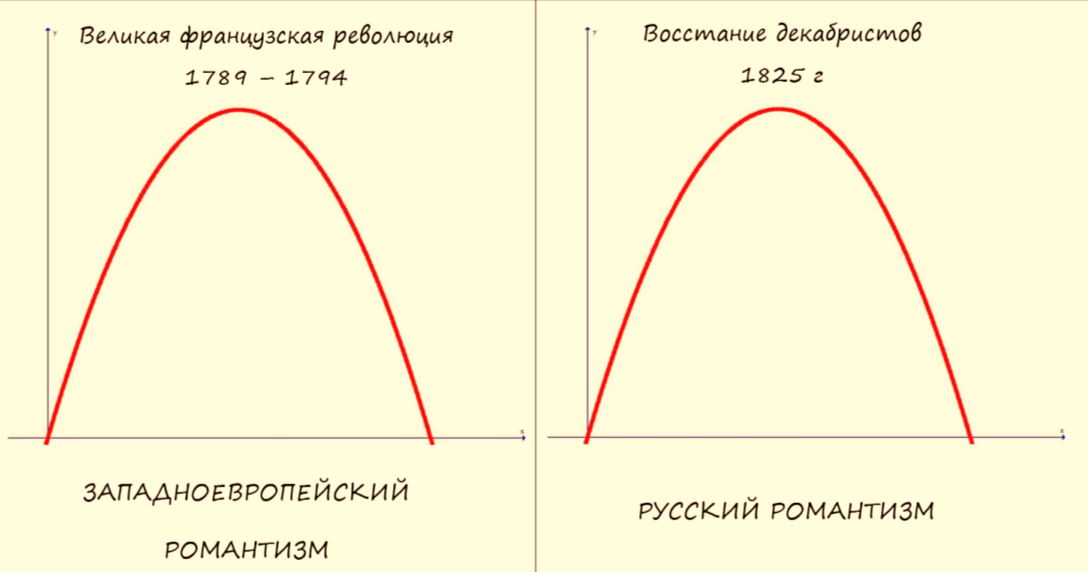 Великая французская революция
1789 – 1794
y
x
ЗАПАДНОЕВРОПЕЙСКИЙ
РОМАНТИЗМ
Восстание декабристов
1825 г
y
x
РУССКИЙ РОМАНТИЗМ